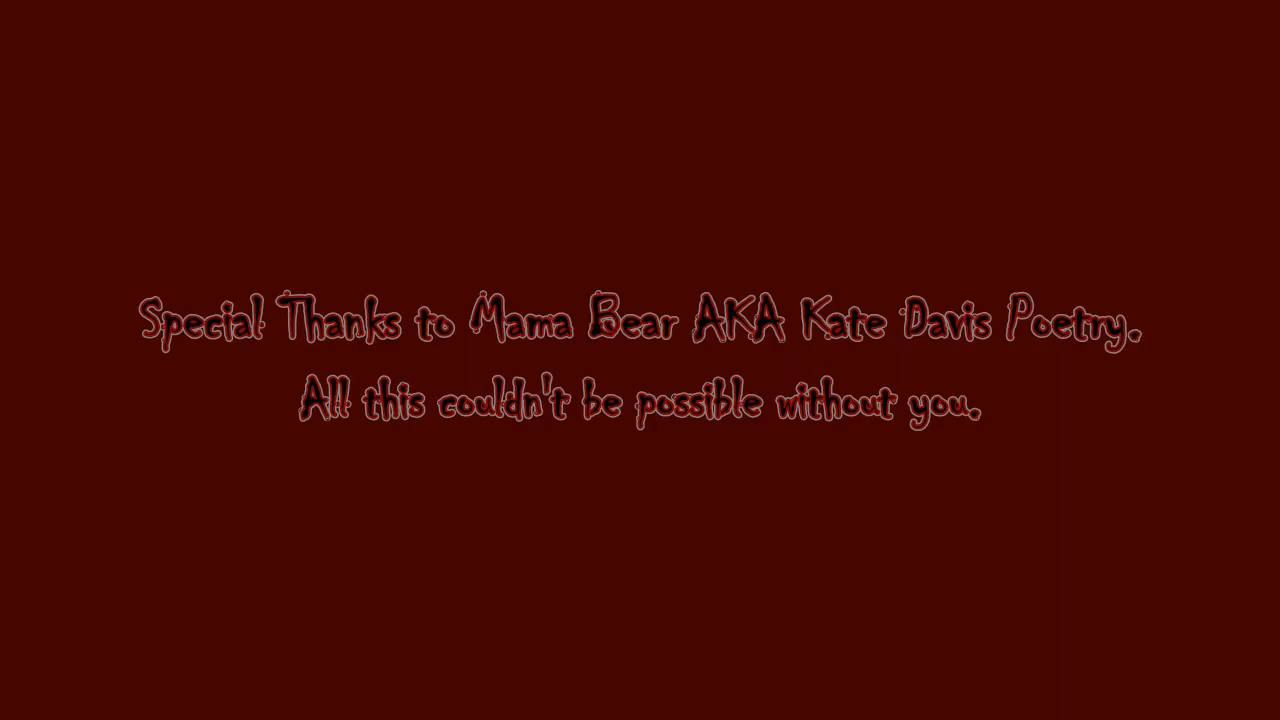 Special Thanks to Mama Bear AKA Kate Davis Poetry.
All this couldn't be possible without you.